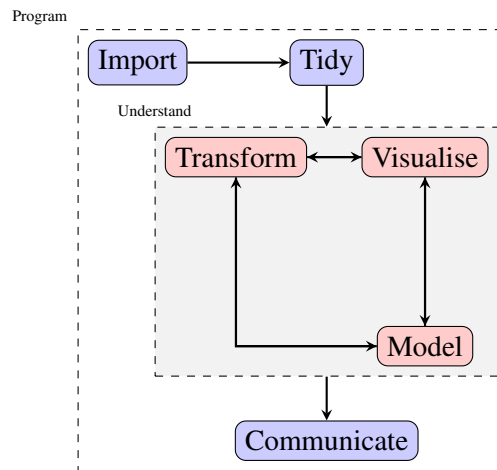 Program
Import
Tidy
Understand
Transform
Visualise
Model
Communicate